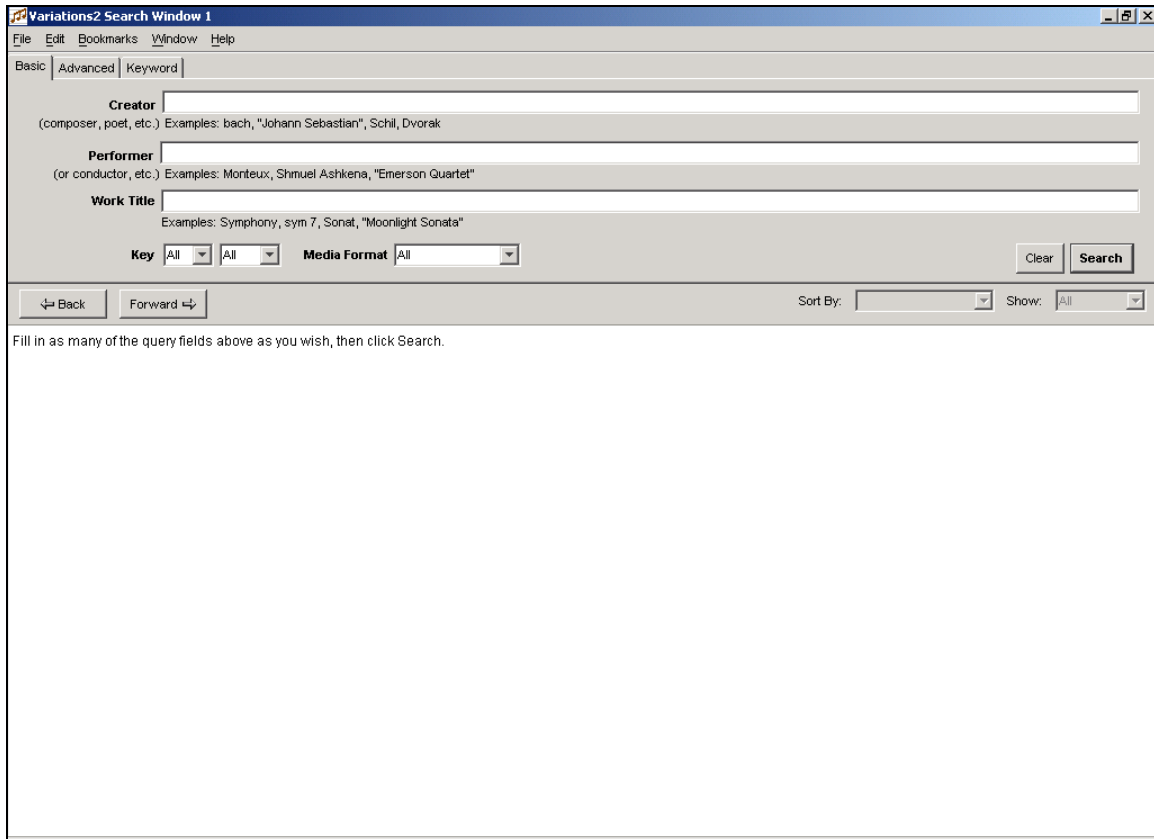 Variations2 Search Window 1
File Edit Bookmarks Window Help
Basic Advanced Keyword
Creator
(composer, poet, etc.) Examples: bach, "Johann Sebastian", Schil, Dvorak
Performer
(or conductor, etc.) Examples: Monteux, Shmuel Ashkena, "Emerson Quartet"
Work Title
Examples: Symphony, sym 7, Sonat, "Moonlight Sonata"
Key All All Media Format All Clear Search
Back Forward Sort By: Show: All
Fill in as many of the query fields above as you wish, then click Search.